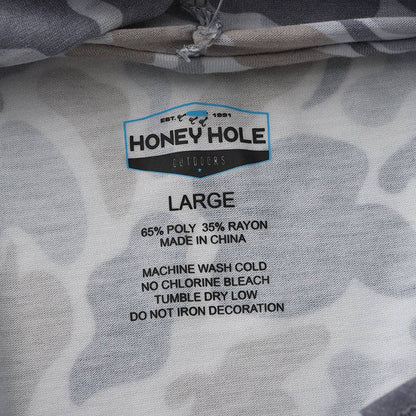 EST. 1991
HONEY HOLE
OUTDOORS
LARGE
65% POLY 35% RAYON
MADE IN CHINA
MACHINE WASH COLD
NO CHLORINE BLEACH
TUMBLE DRY LOW
DO NOT IRON DECORATION